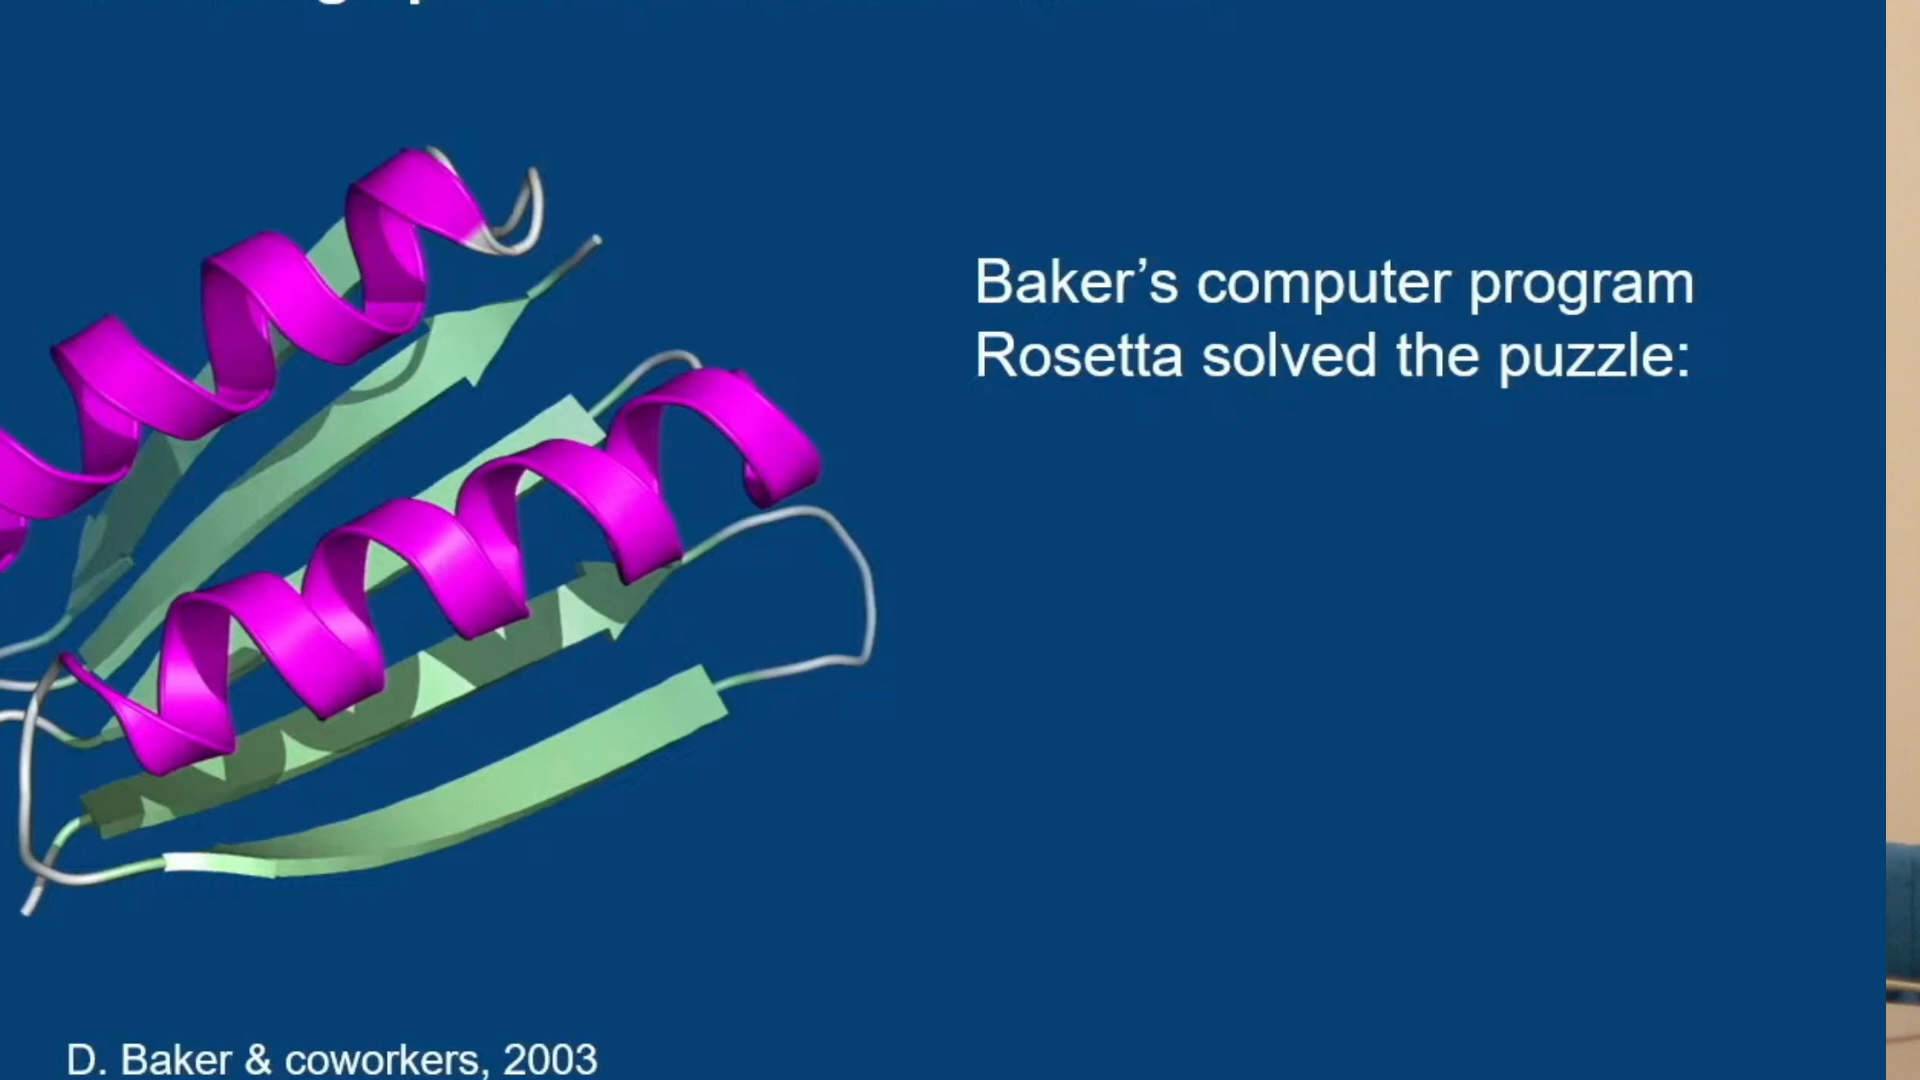 Baker’s computer program
Rosetta solved the puzzle:
D. Baker & coworkers, 2003